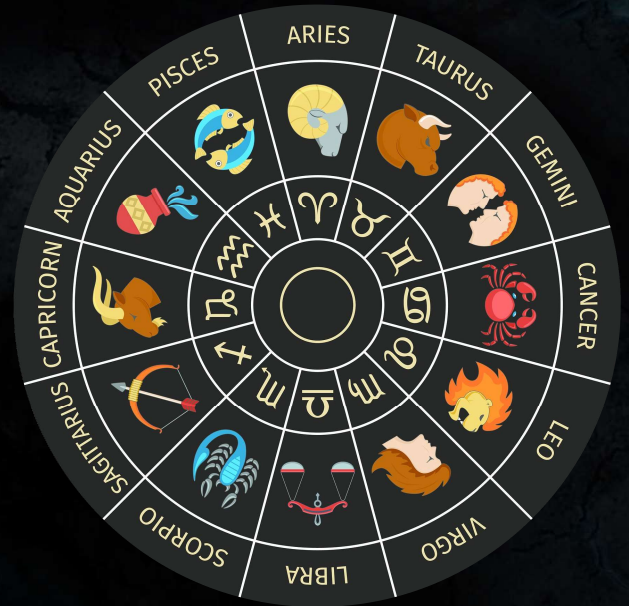 ARIES
TAURUS
GEMINI
CANCER
LEO
VIRGO
LIBRA
SCORPIO
SAGITTARIUS
CAPRICORN
AQUARIUS
PISCES
♈
♉
♊
♋
♌
♍
♎
♏
♐
♑
♒
♓